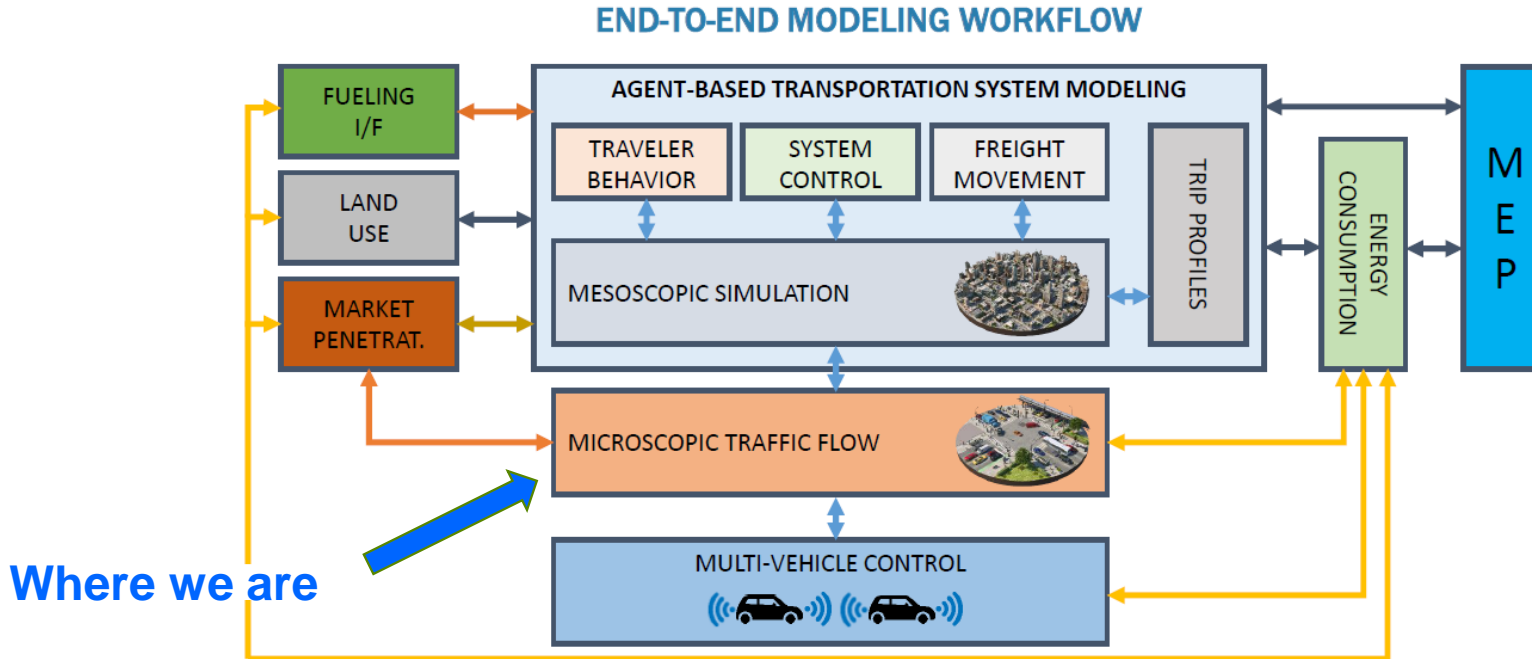 END-TO-END MODELING WORKFLOW
FUELING
I/F
LAND
USE
MARKET
PENETRAT.
AGENT-BASED TRANSPORTATION SYSTEM MODELING
TRAVELER
BEHAVIOR
SYSTEM
CONTROL
FREIGHT
MOVEMENT
MESOSCOPIC SIMULATION
TRIP PROFILES
ENERGY
CONSUMPTION
M
E
P
MICROSCOPIC TRAFFIC FLOW
Where we are
MULTI-VEHICLE CONTROL